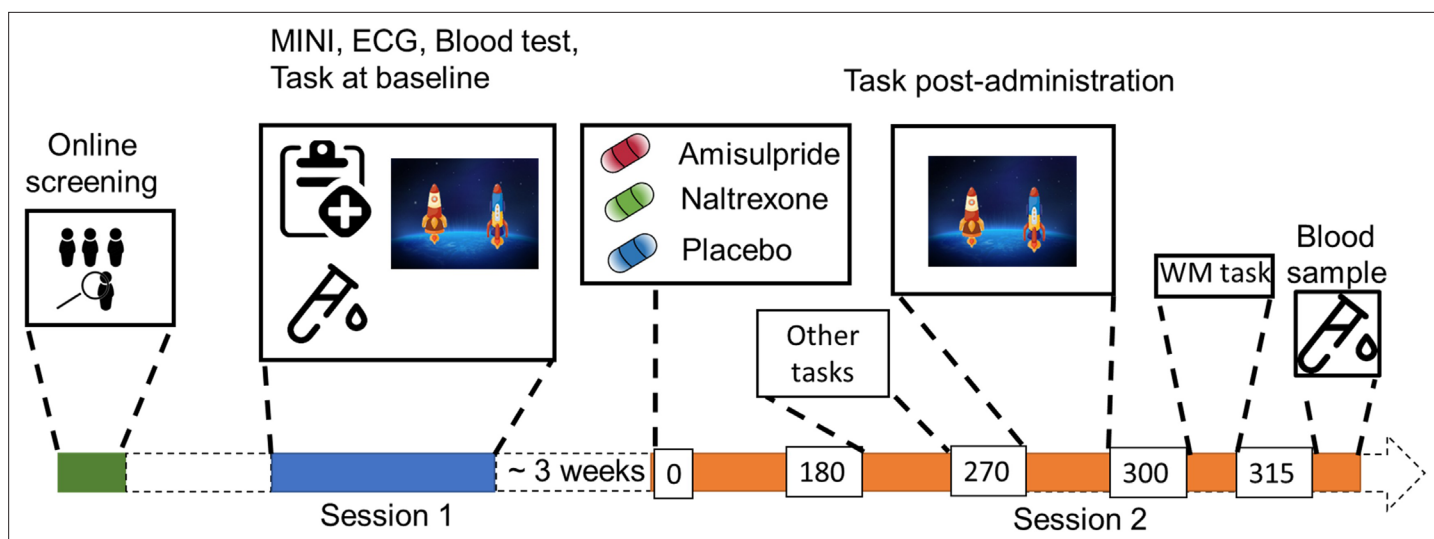 MINI, ECG, Blood test,
Task at baseline
Task post-administration
Online
screening
Amisulpride
Naltrexone
Placebo
Blood
sample
WM task
Other
tasks
~ 3 weeks
0
180
270
300
315
Session 1
Session 2